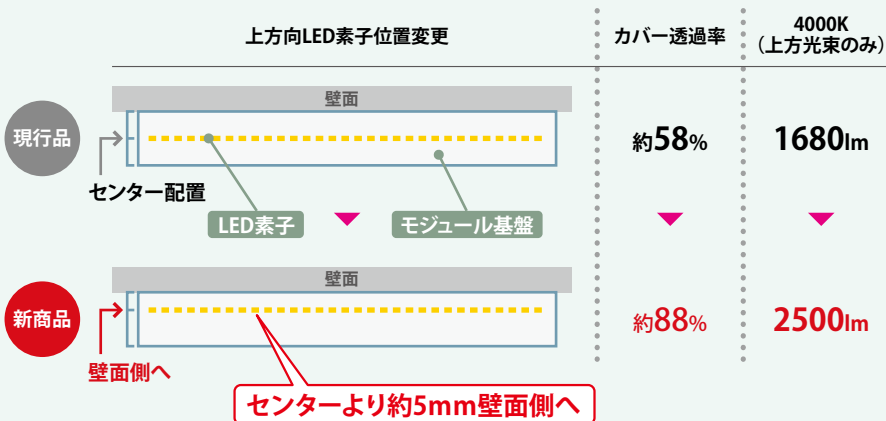 上方向LED素子位置変更
カバー透過率
4000K
（上方光束のみ）
現行品
壁面
センター配置
LED素子
モジュール基盤
約58%
1680lm
新商品
壁面
壁面側へ
センターより約5mm壁面側へ
約88%
2500lm